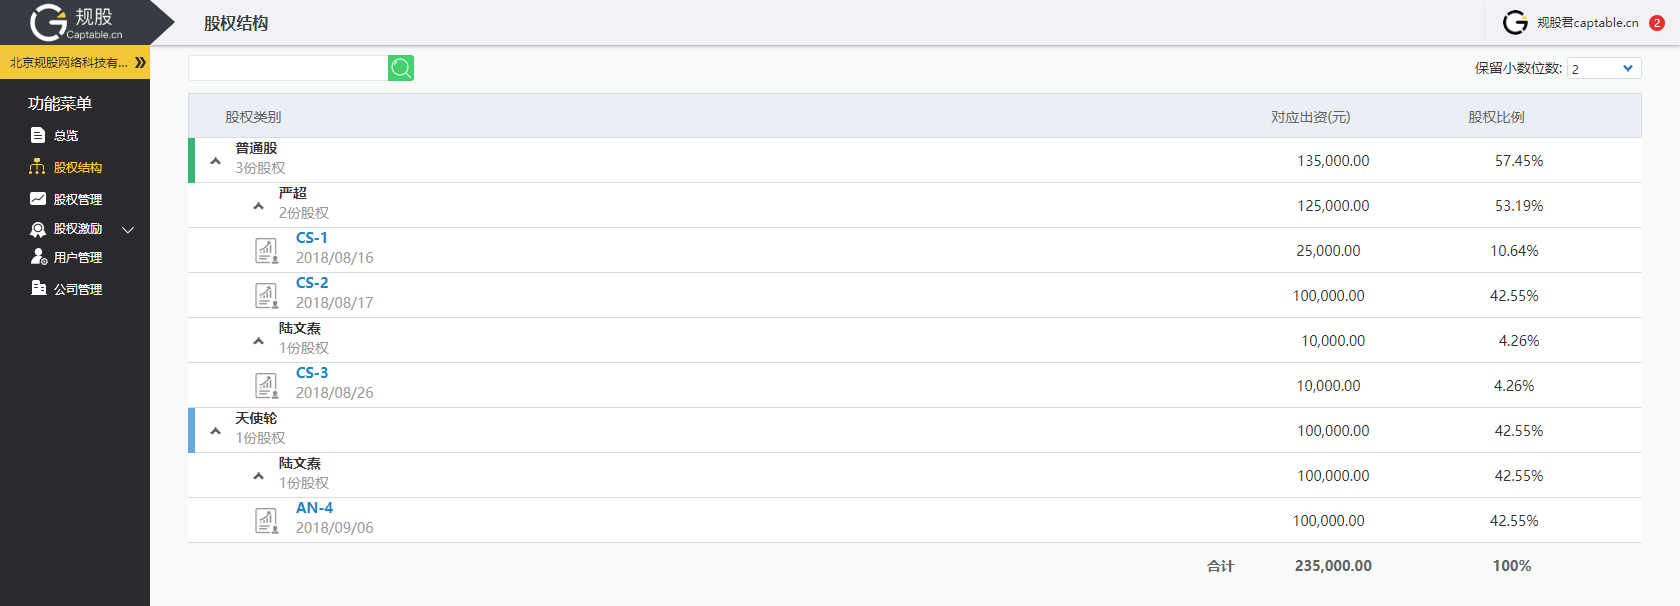 规股
Captable.cn
股权结构
规股君captable.cn
2
北京规股网络科技有...
功能菜单
总览
股权结构
股权管理
股权激励
用户管理
公司管理
保留小数位数: 2
股权类别 对应出资(元) 股权比例
普通股
3份股权
135,000.00 57.45%
严超
2份股权
125,000.00 53.19%
CS-1
2018/08/16
25,000.00 10.64%
CS-2
2018/08/17
100,000.00 42.55%
陆文焘
1份股权
10,000.00 4.26%
CS-3
2018/08/26
10,000.00 4.26%
天使轮
1份股权
100,000.00 42.55%
陆文焘
1份股权
100,000.00 42.55%
AN-4
2018/09/06
100,000.00 42.55%
合计 235,000.00 100%